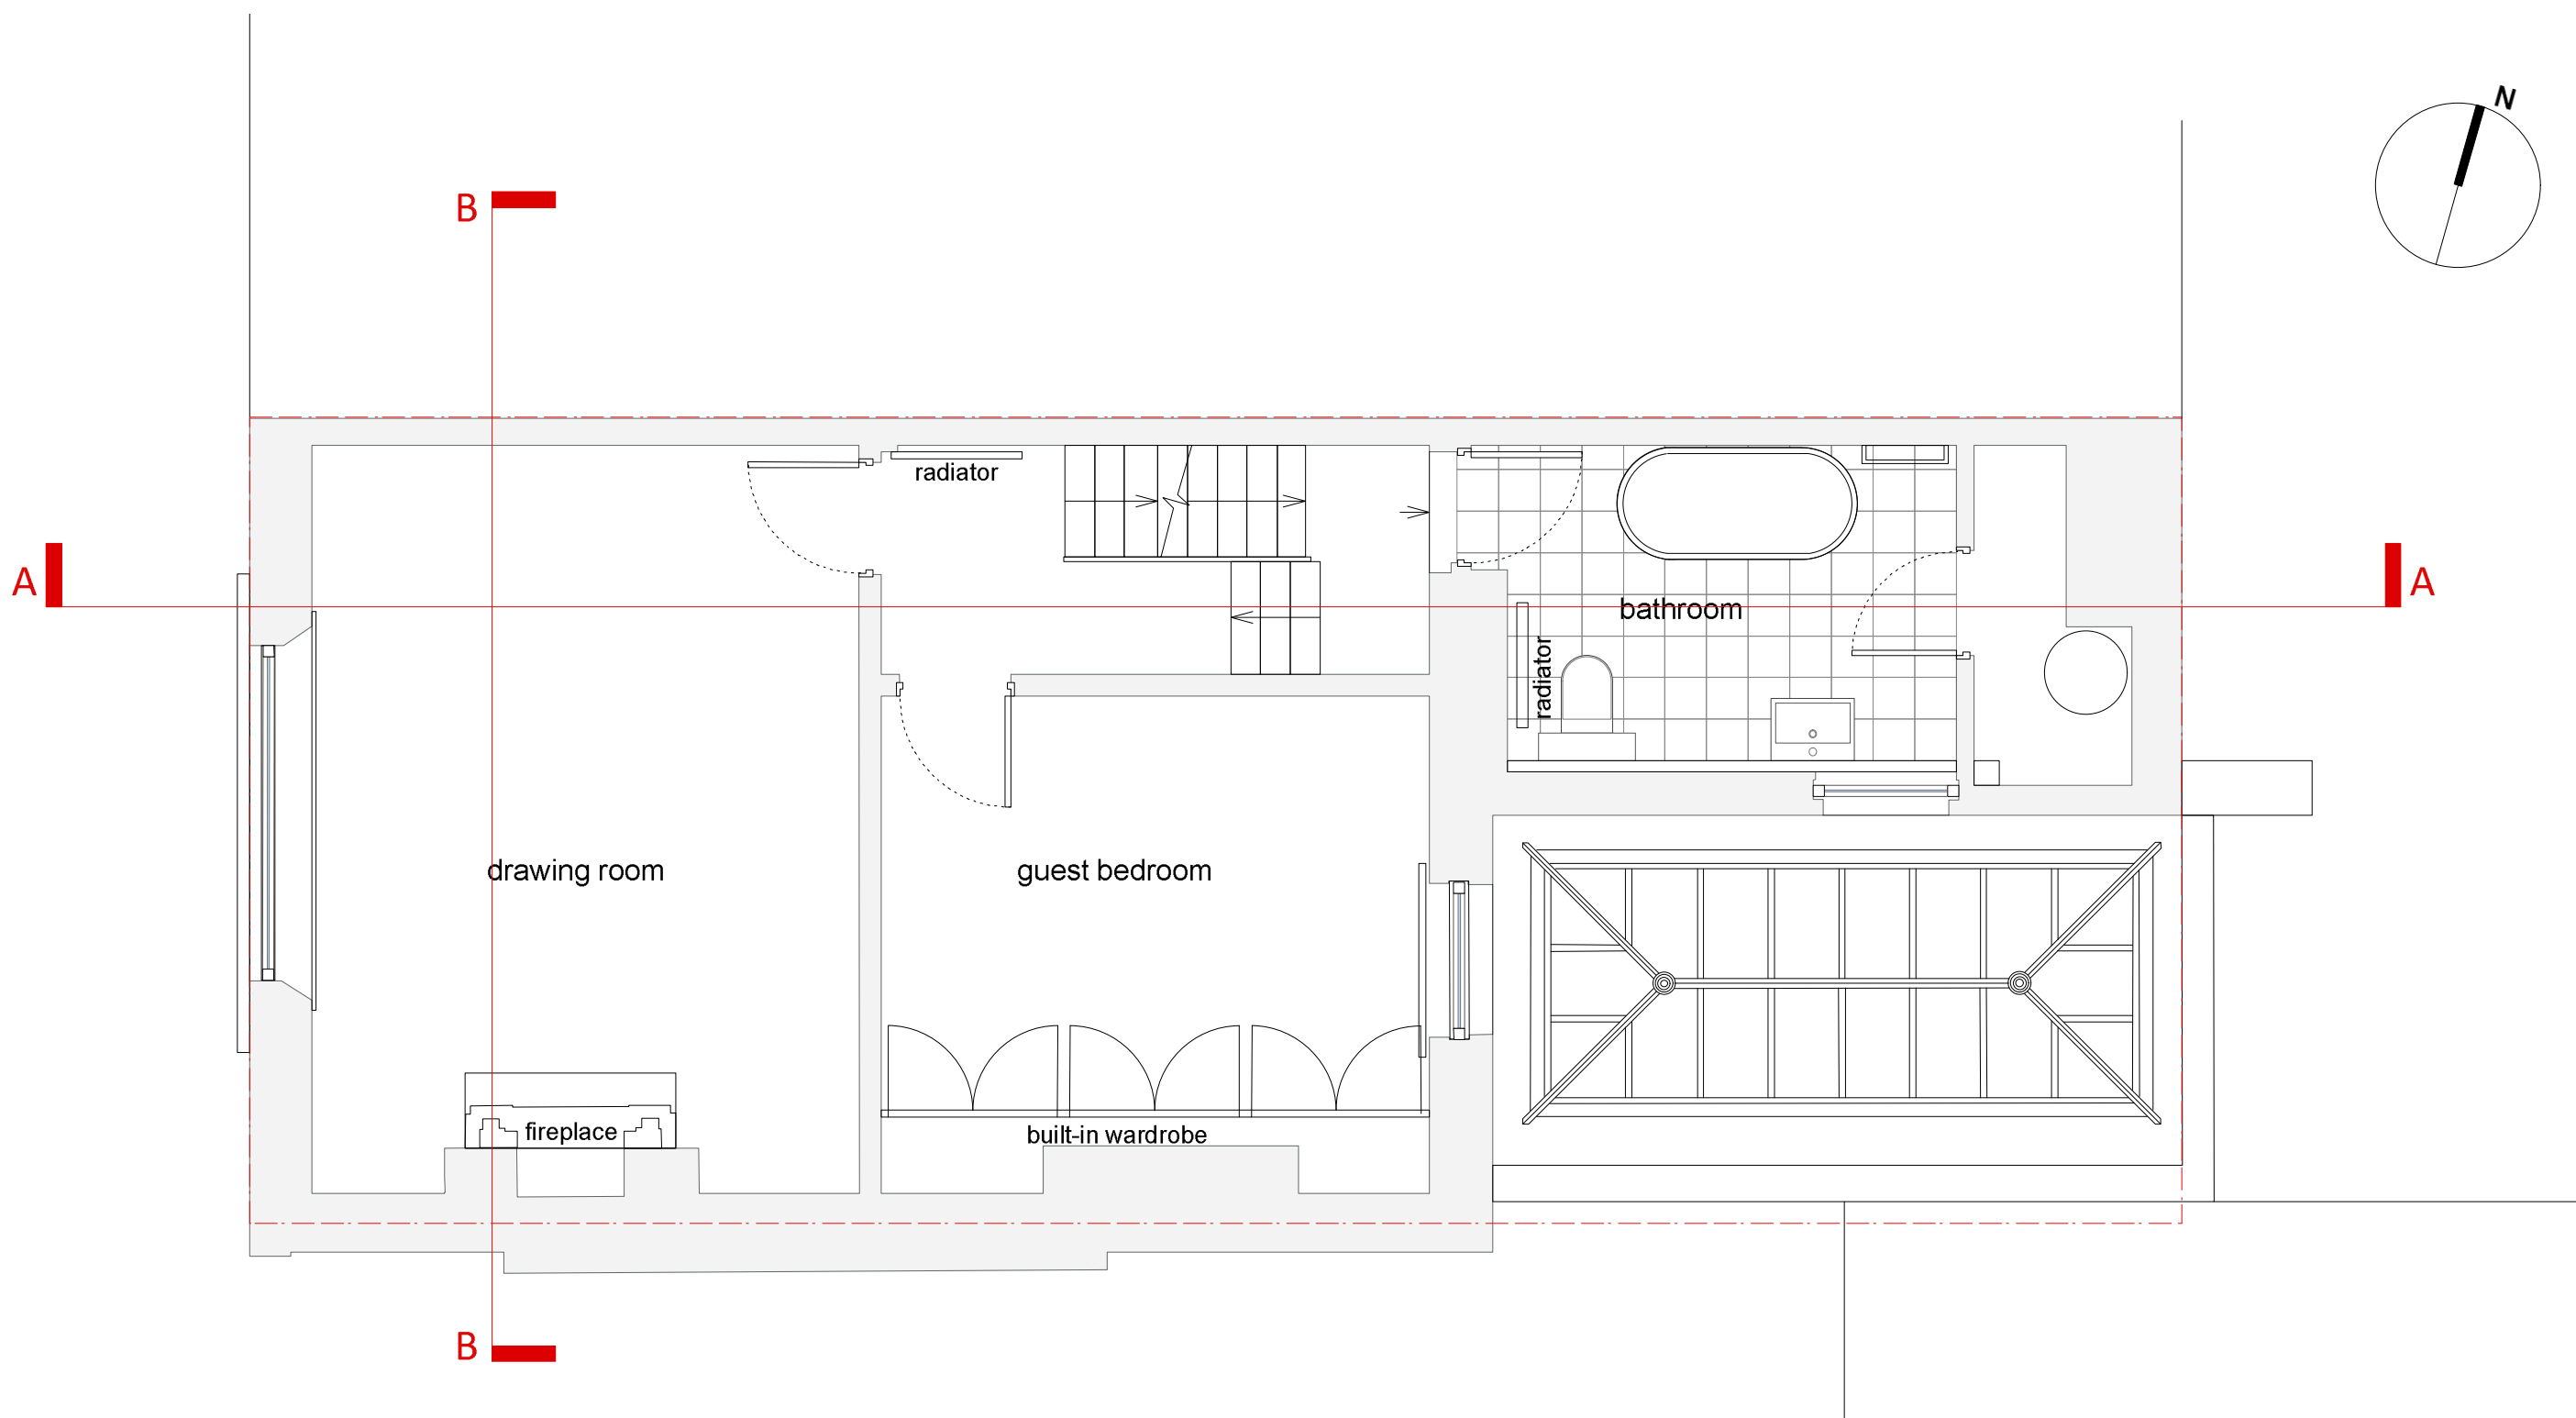 N
B
radiator
A
A
bathroom
radiator
drawing room
guest bedroom
fireplace
built-in wardrobe
B